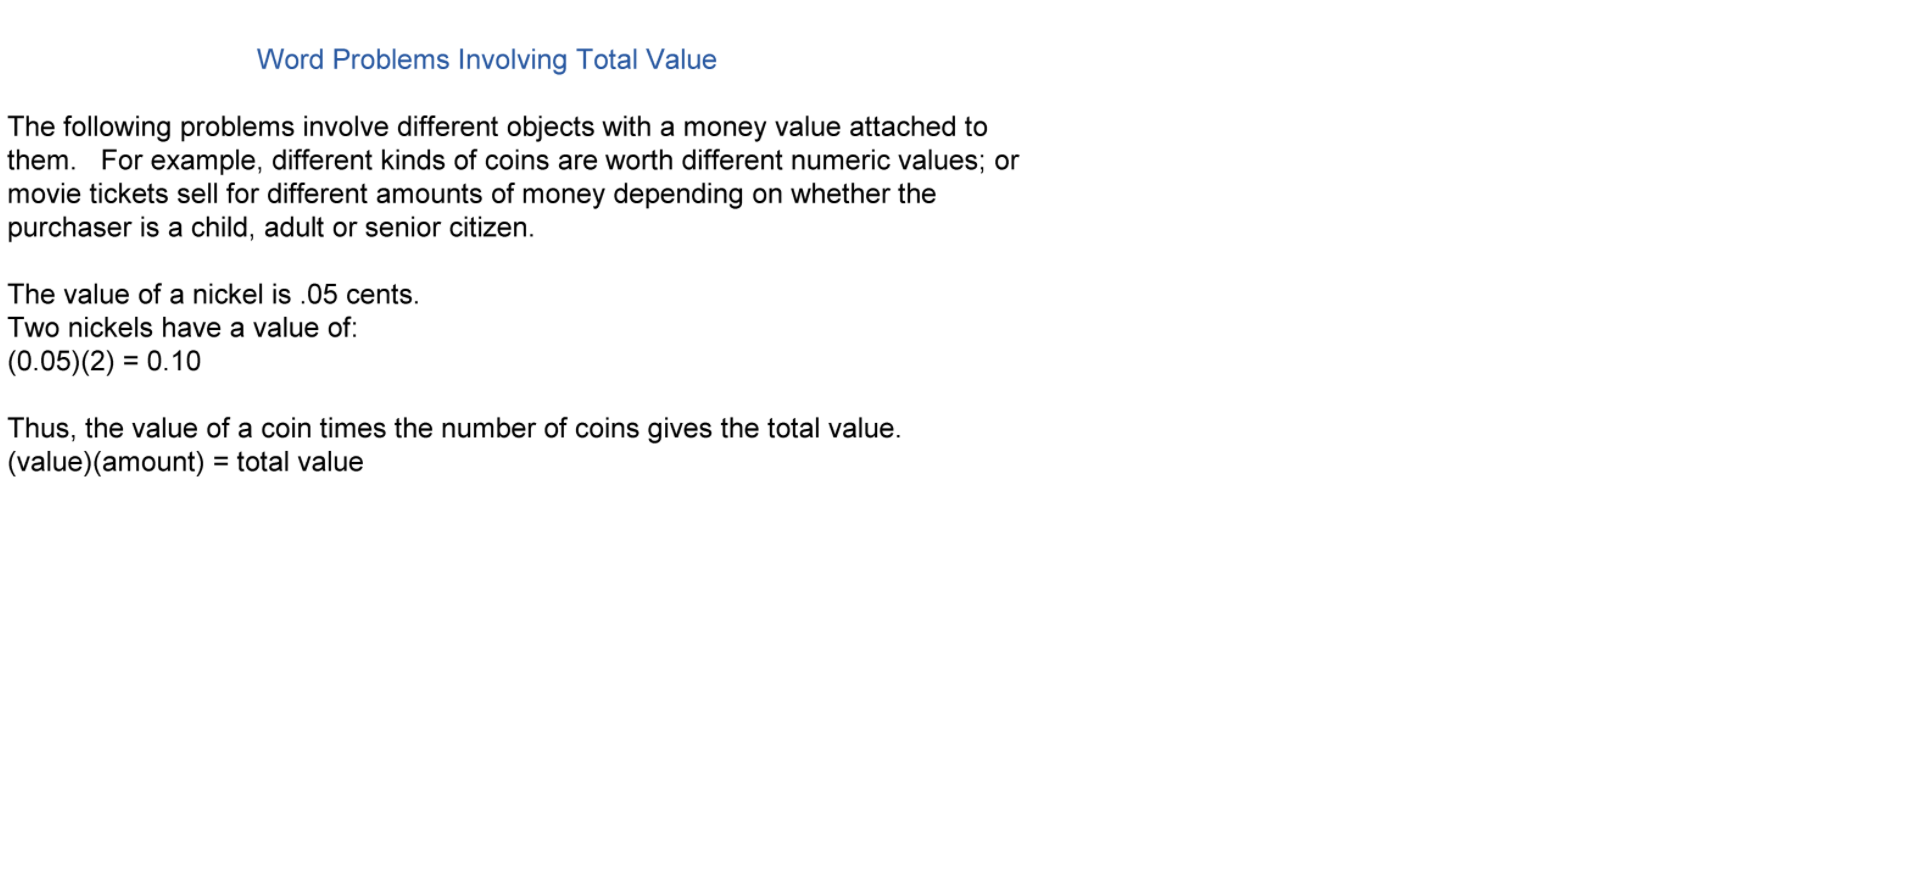 Word Problems Involving Total Value
The following problems involve different objects with a money value attached to
them.   For example, different kinds of coins are worth different numeric values; or
movie tickets sell for different amounts of money depending on whether the
purchaser is a child, adult or senior citizen.
The value of a nickel is .05 cents.
Two nickels have a value of:
(0.05)(2) = 0.10
Thus, the value of a coin times the number of coins gives the total value.
(value)(amount) = total value